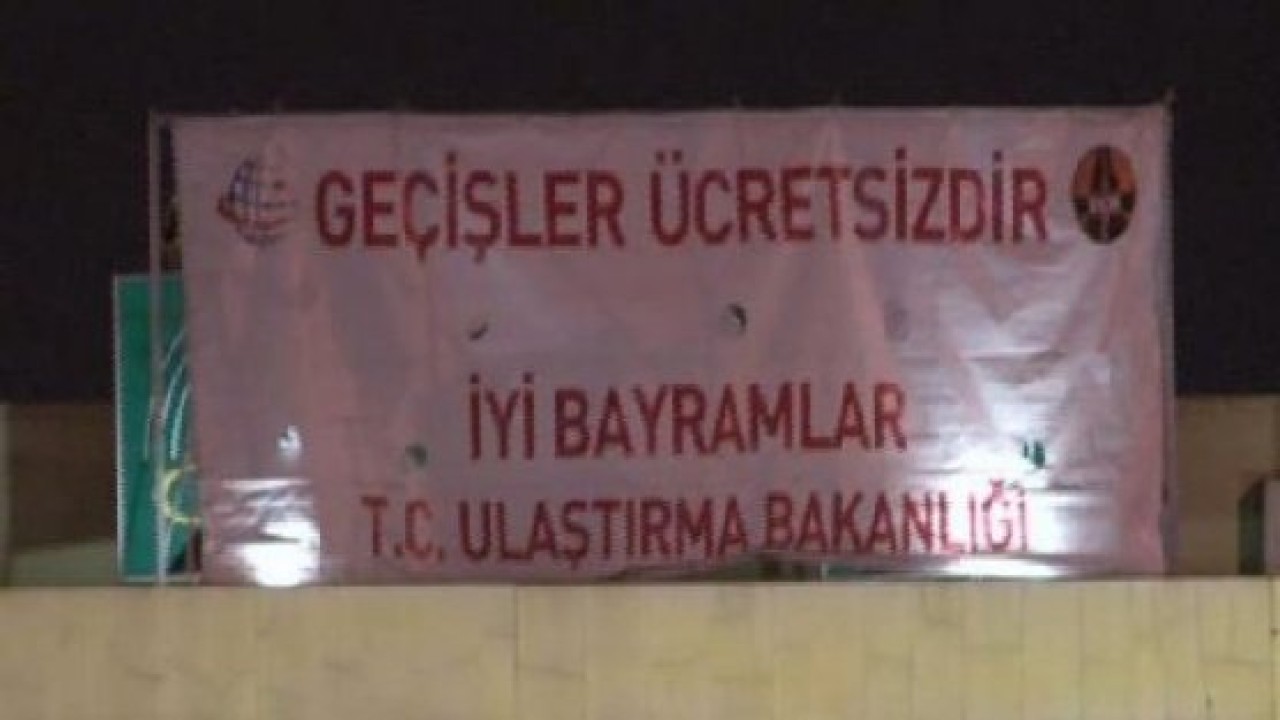 GEÇİŞLER ÜCRETSİZDİR
İYİ BAYRAMLAR
T.C. ULAŞTIRMA BAKANLIĞI